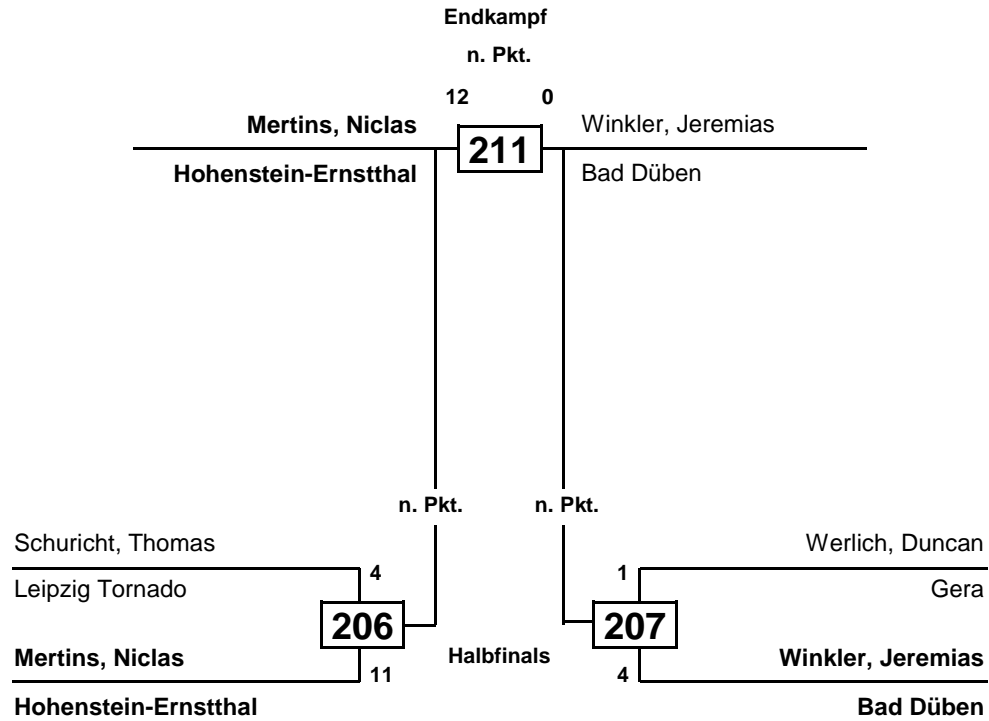 Endkampf
n. Pkt.
12 0
Mertins, Niclas Winkler, Jeremias
211
Hohenstein-Ernstthal Bad Düben
n. Pkt. n. Pkt.
Schuricht, Thomas Werlich, Duncan
4 1
Leipzig Tornado Gera
206 207
Mertins, Niclas Halbfinals Winkler, Jeremias
11 4
Hohenstein-Ernstthal Bad Düben